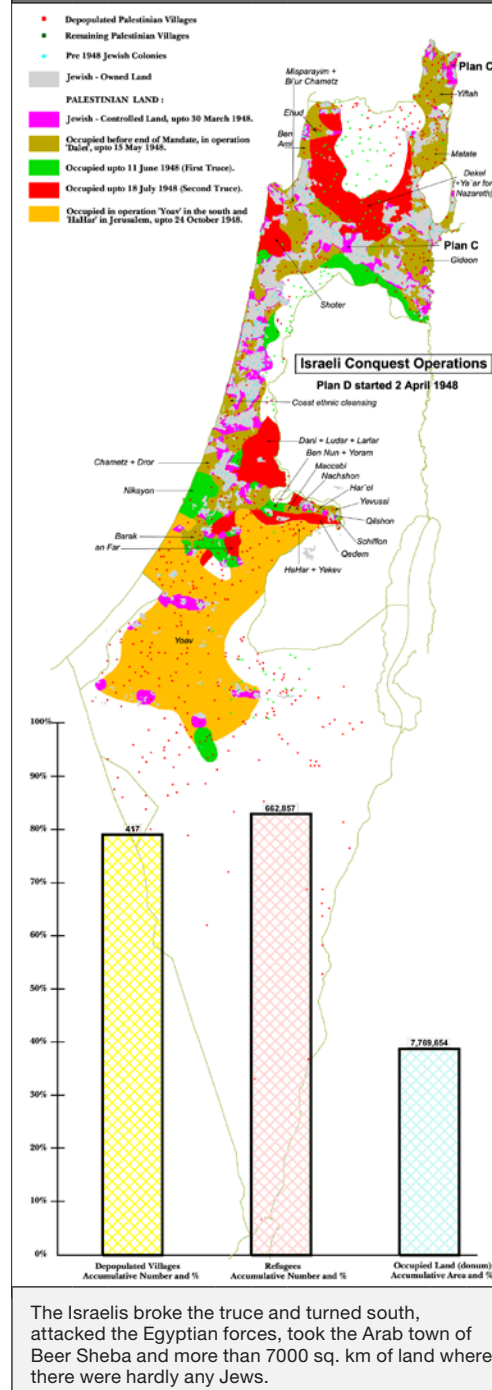 Depopulated Palestinian Villages
Remaining Palestinian Villages
Pre 1948 Jewish Colonies
Jewish - Owned Land
PALESTINIAN LAND :
Jewish - Controlled Land, upto 30 March 1948.
Occupied before end of Mandate, in operation
'Dalet', upto 15 May 1948.
Occupied upto 11 June 1948 (First Truce).
Occupied upto 18 July 1948 (Second Truce).
Occupied in operation 'Yoav' in the south and
'HaHar' in Jerusalem, upto 24 October 1948.
Plan C
Misparayim +
Bi'ur Chametz
Yiftah
Ehud
Ben
Ami
Matate
Dekel
(+Ya'ar for
Nazareth)
Plan C
Gideon
Shoter
Israeli Conquest Operations
Plan D started 2 April 1948
Coast ethnic cleansing
Dani + Ludar + Larlar
Ben Nun + Yoram
Chametz + Dror
Maccabi
Nachshon
Har'el
Nikayon
Yevussi
Qilshon
Barak
Schiffon
an Far
Qedem
HaHar + Yekev
Yoav
100%
90%
80%
70%
60%
50%
40%
30%
20%
10%
0%
417
662,857
7,769,654
Depopulated Villages
Accumulative Number and %
Refugees
Accumulative Number and %
Occupied Land (donum)
Accumulative Area and %
The Israelis broke the truce and turned south,
attacked the Egyptian forces, took the Arab town of
Beer Sheba and more than 7000 sq. km of land where
there were hardly any Jews.